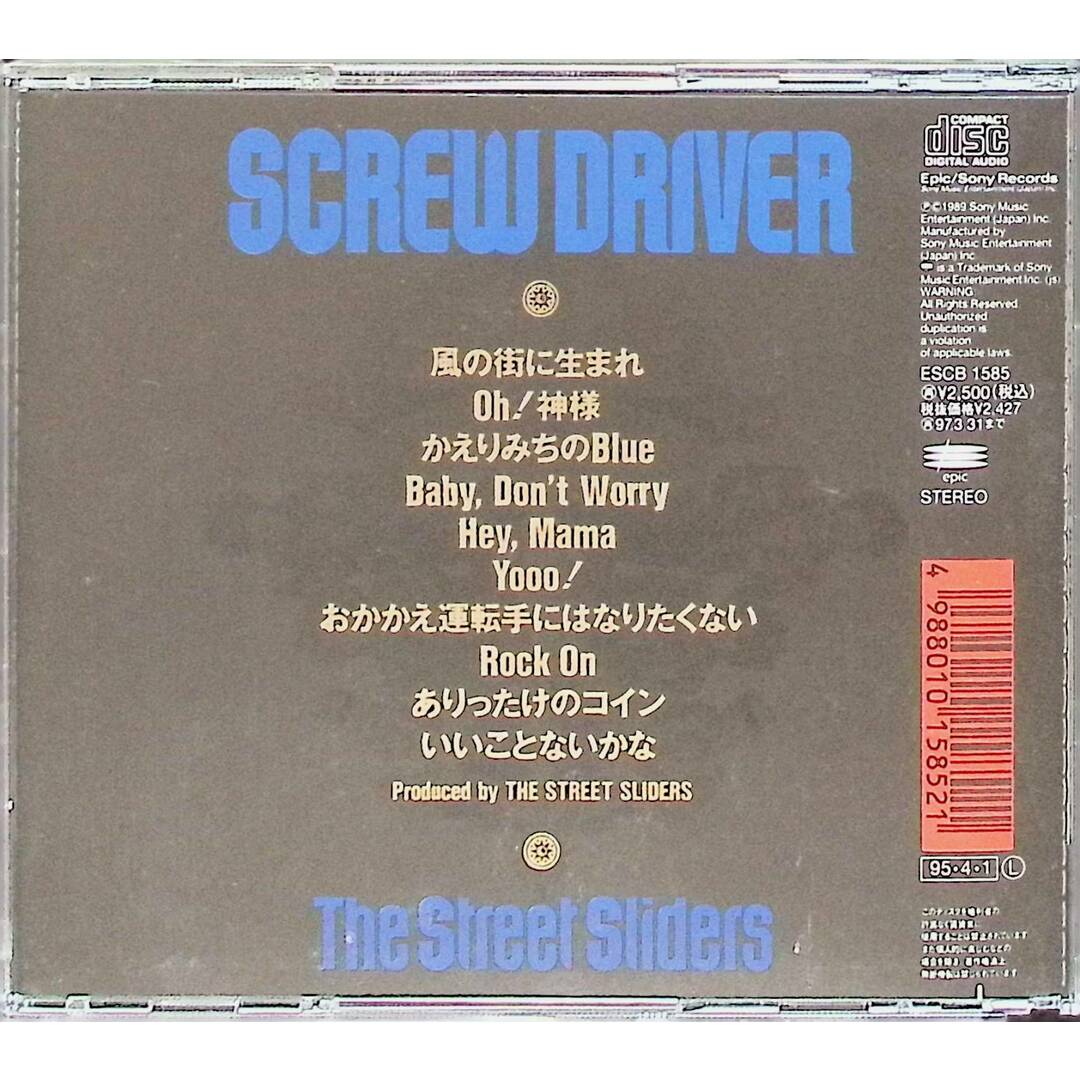 SCREW DRIVER
風の街に生まれ
Oh！神様
かえりみちのBlue
Baby, Don't Worry
Hey, Mama
Yooo！
おかかえ運転手にはなりたくない
Rock On
ありったけのコイン
いいことないかな
Produced by THE STREET SLIDERS
The Street Sliders
COMPACT
disc
DIGITAL AUDIO
Epic/Sony Records
Sony Music Entertainment (Japan) Inc.
Ⓟ©1989 Sony Music
Entertainment (Japan) Inc.
Manufactured by
Sony Music Entertainment
(Japan) Inc.
is a Trademark of Sony
Music Entertainment Inc. (js)
WARNING:
All Rights Reserved.
Unauthorized
duplication is
a violation
of applicable laws.
ESCB 1585
¥2,500(税込)
税抜価格¥2,427
97.3.31まで
epic
STEREO
4 988010 158521
95・4・1 Ⓛ